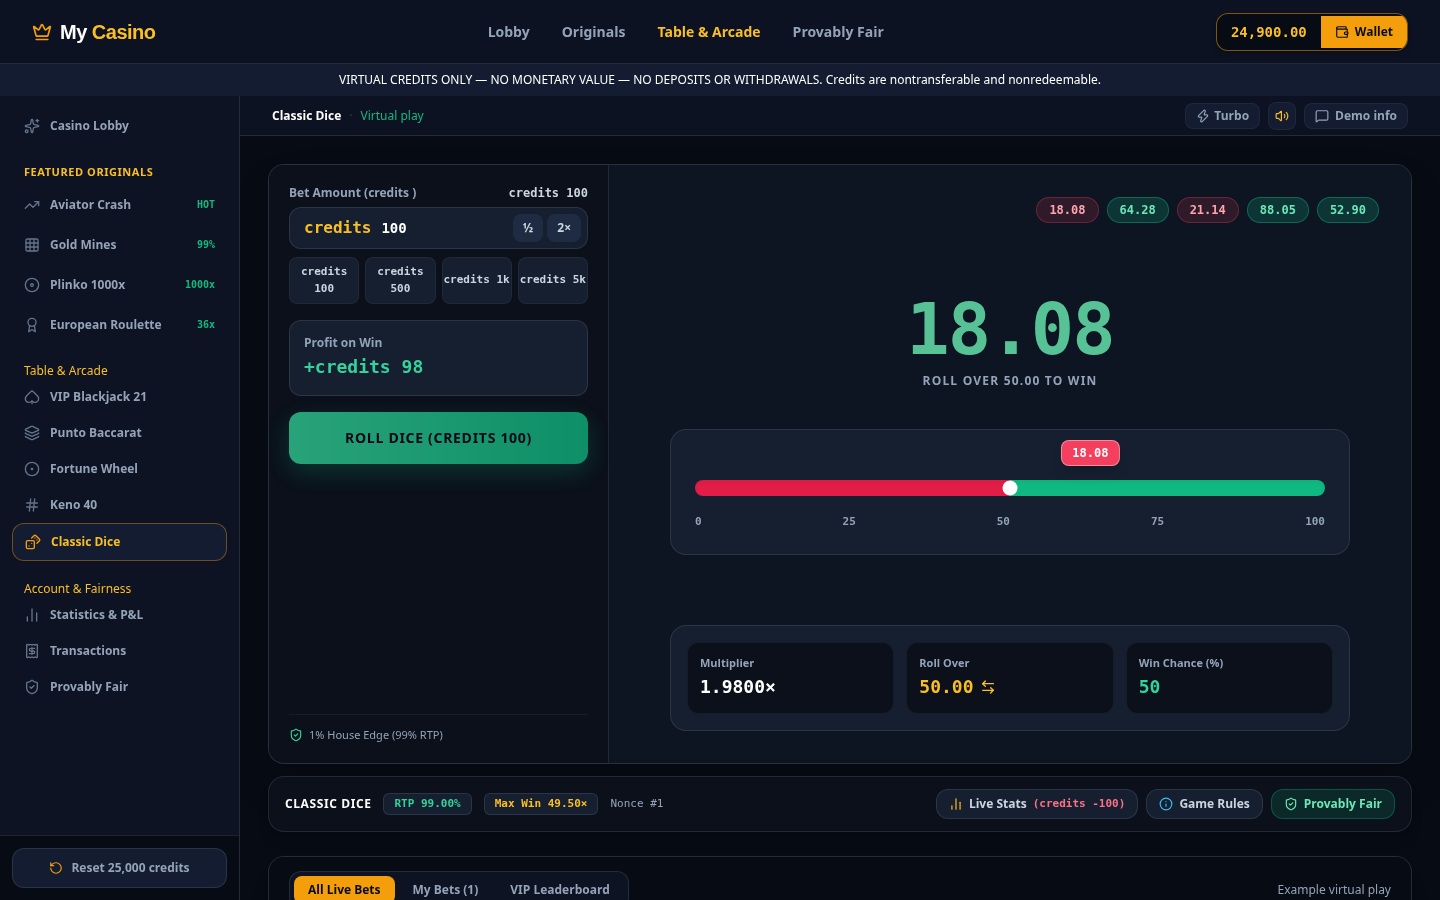 My Casino
Lobby
Originals
Table & Arcade
Provably Fair
24,900.00
Wallet
VIRTUAL CREDITS ONLY — NO MONETARY VALUE — NO DEPOSITS OR WITHDRAWALS. Credits are nontransferable and nonredeemable.
Casino Lobby
FEATURED ORIGINALS
Aviator Crash HOT
Gold Mines 99%
Plinko 1000x 1000x
European Roulette 36x
Table & Arcade
VIP Blackjack 21
Punto Baccarat
Fortune Wheel
Keno 40
Classic Dice
Account & Fairness
Statistics & P&L
Transactions
Provably Fair
Reset 25,000 credits
Classic Dice · Virtual play
Turbo
Demo info
Bet Amount (credits ) credits 100
credits 100 ½ 2×
credits 100
credits 500
credits 1k
credits 5k
Profit on Win
+credits 98
ROLL DICE (CREDITS 100)
1% House Edge (99% RTP)
18.08 64.28 21.14 88.05 52.90
18.08
ROLL OVER 50.00 TO WIN
18.08
0 25 50 75 100
Multiplier
1.9800×
Roll Over
50.00
Win Chance (%)
50
CLASSIC DICE RTP 99.00% Max Win 49.50× Nonce #1
Live Stats (credits -100)
Game Rules
Provably Fair
All Live Bets
My Bets (1)
VIP Leaderboard
Example virtual play